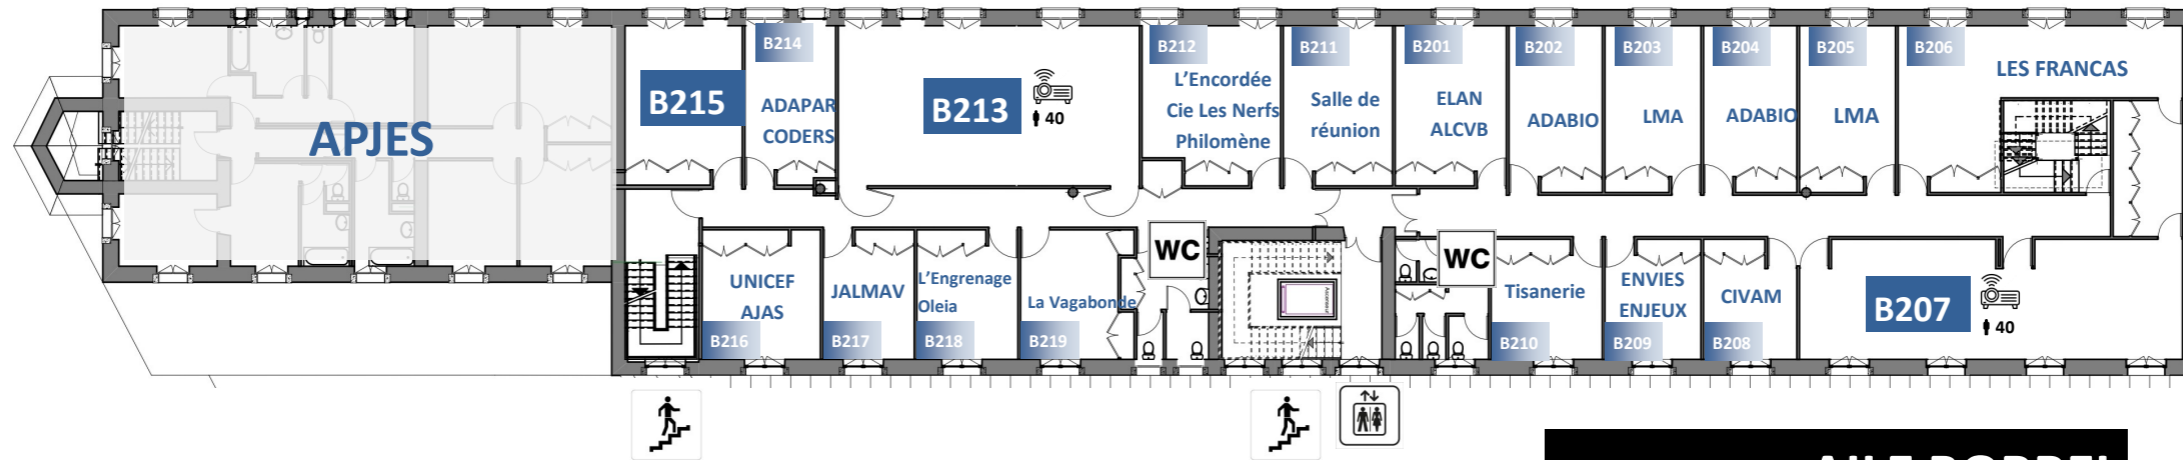 APJES
B215
B214
ADAPAR
CODERS
B213
40
B212
L'Encordée
Cie Les Nerfs
Philomène
B211
Salle de
réunion
B201
ELAN
ALCVB
B202
ADABIO
B203
LMA
B204
ADABIO
B205
LMA
B206
LES FRANCAS
UNICEF
AJAS
B216
JALMAV
B217
L'Engrenage
Oleia
B218
La Vagabonde
B219
WC
Ascenseur
WC
Tisanerie
B210
ENVIES
ENJEUX
B209
CIVAM
B208
B207
40